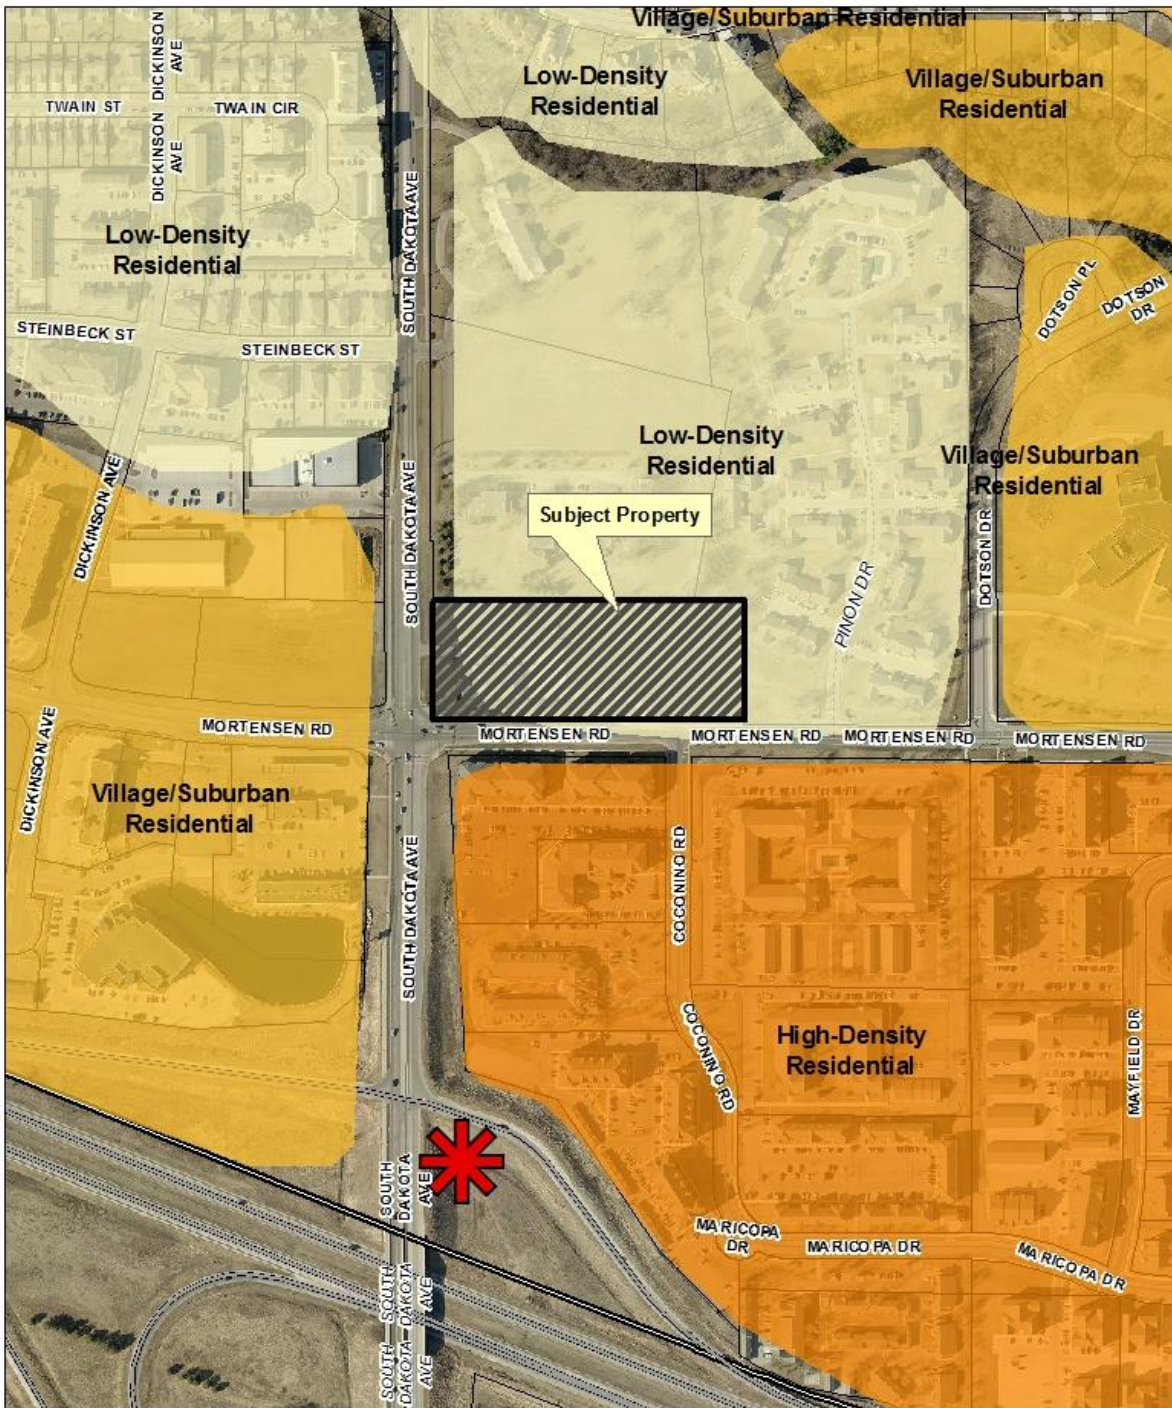 Village/Suburban Residential
Low-Density
Residential
Village/Suburban
Residential
DICKINSON
AVE
DICKINSON
AVE
TWAIN ST
TWAIN CIR
SOUTH DAKOTA AVE
Low-Density
Residential
DOTSON PL
DOTSON
DR
SOUTH DAKOTA AVE
STEINBECK ST
STEINBECK ST
Low-Density
Residential
Village/Suburban
Residential
DICKINSON AVE
SOUTH DAKOTA AVE
Subject Property
DOTSON DR
PINON DR
MORTENSEN RD
MORTENSEN RD
MORTENSEN RD
MORTENSEN RD
MORTENSEN RD
DICKINSON AVE
Village/Suburban
Residential
SOUTH DAKOTA AVE
COCONINO RD
COCONINO RD
High-Density
Residential
MAYFIELD DR
SOUTH
DAKOTA
AVE
MARICOPA
DR
MARICOPA DR
MARICOPA DR
SOUTH
DAKOTA
AVE
SOUTH
DAKOTA